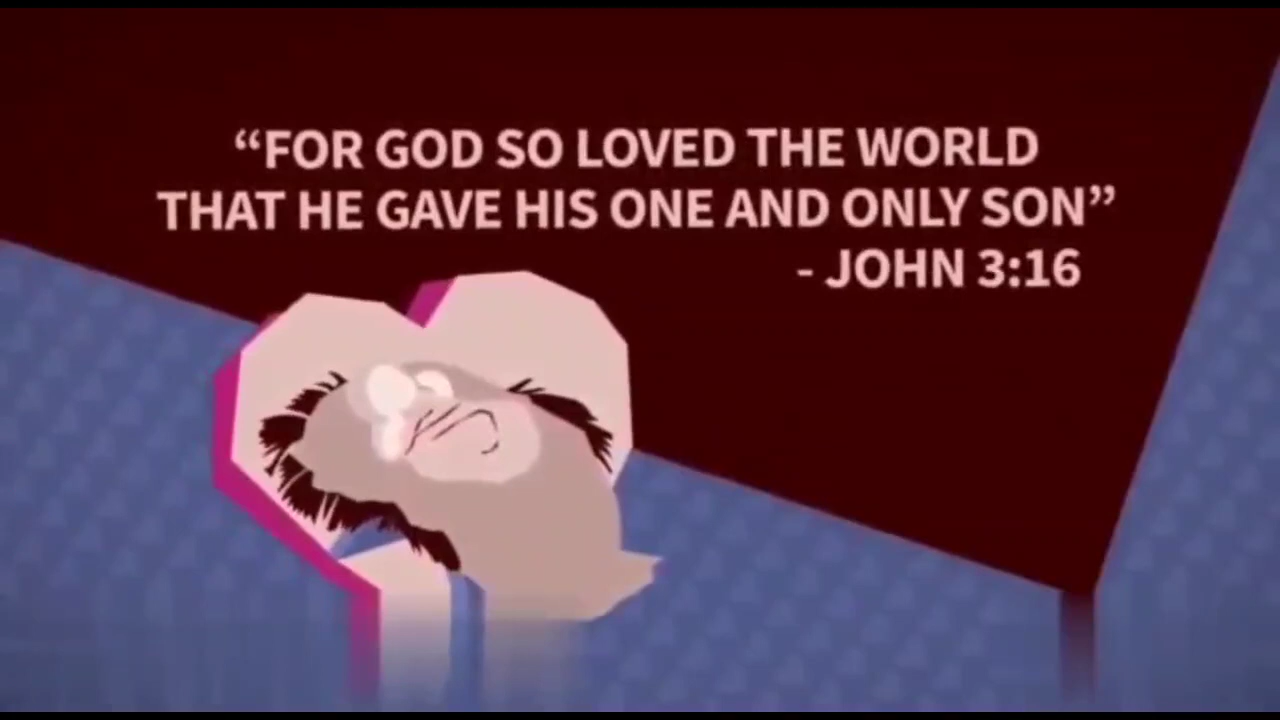 “FOR GOD SO LOVED THE WORLD
THAT HE GAVE HIS ONE AND ONLY SON”
- JOHN 3:16